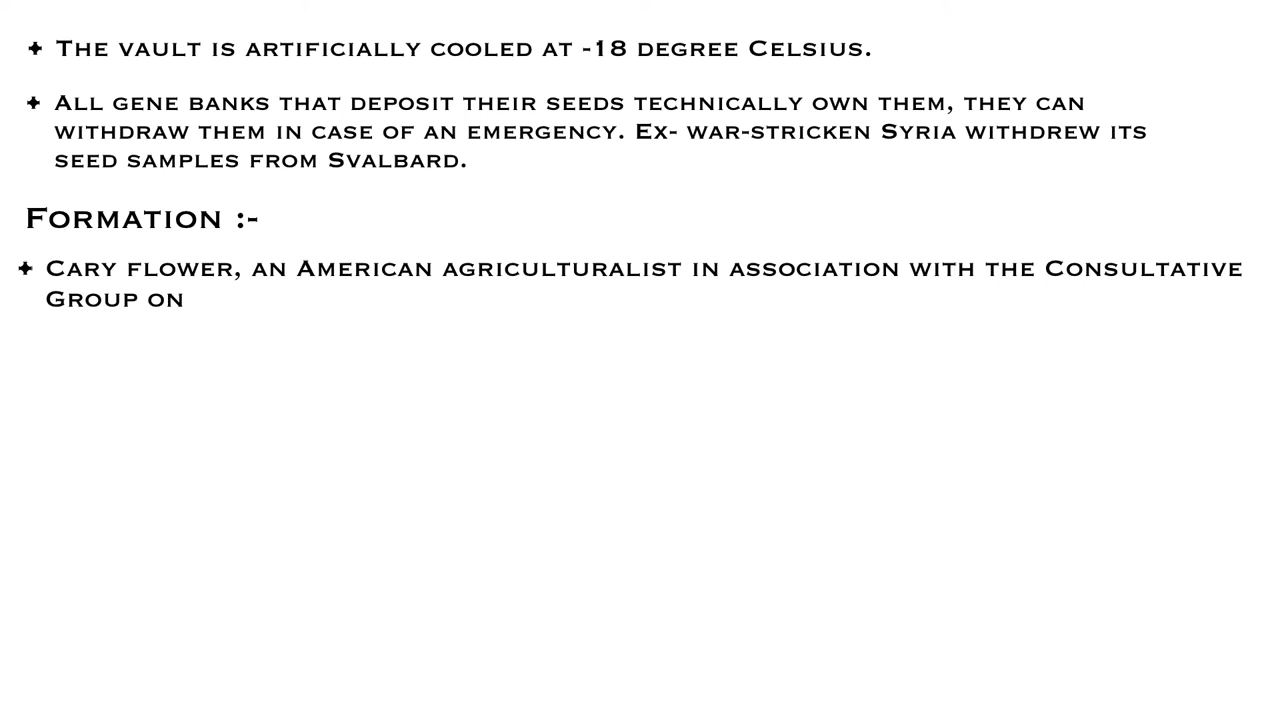 + The vault is artificially cooled at -18 degree Celsius.
+ All gene banks that deposit their seeds technically own them, they can
withdraw them in case of an emergency. Ex- war-stricken Syria withdrew its
seed samples from Svalbard.
Formation :-
+ Cary flower, an American agriculturalist in association with the Consultative
Group on